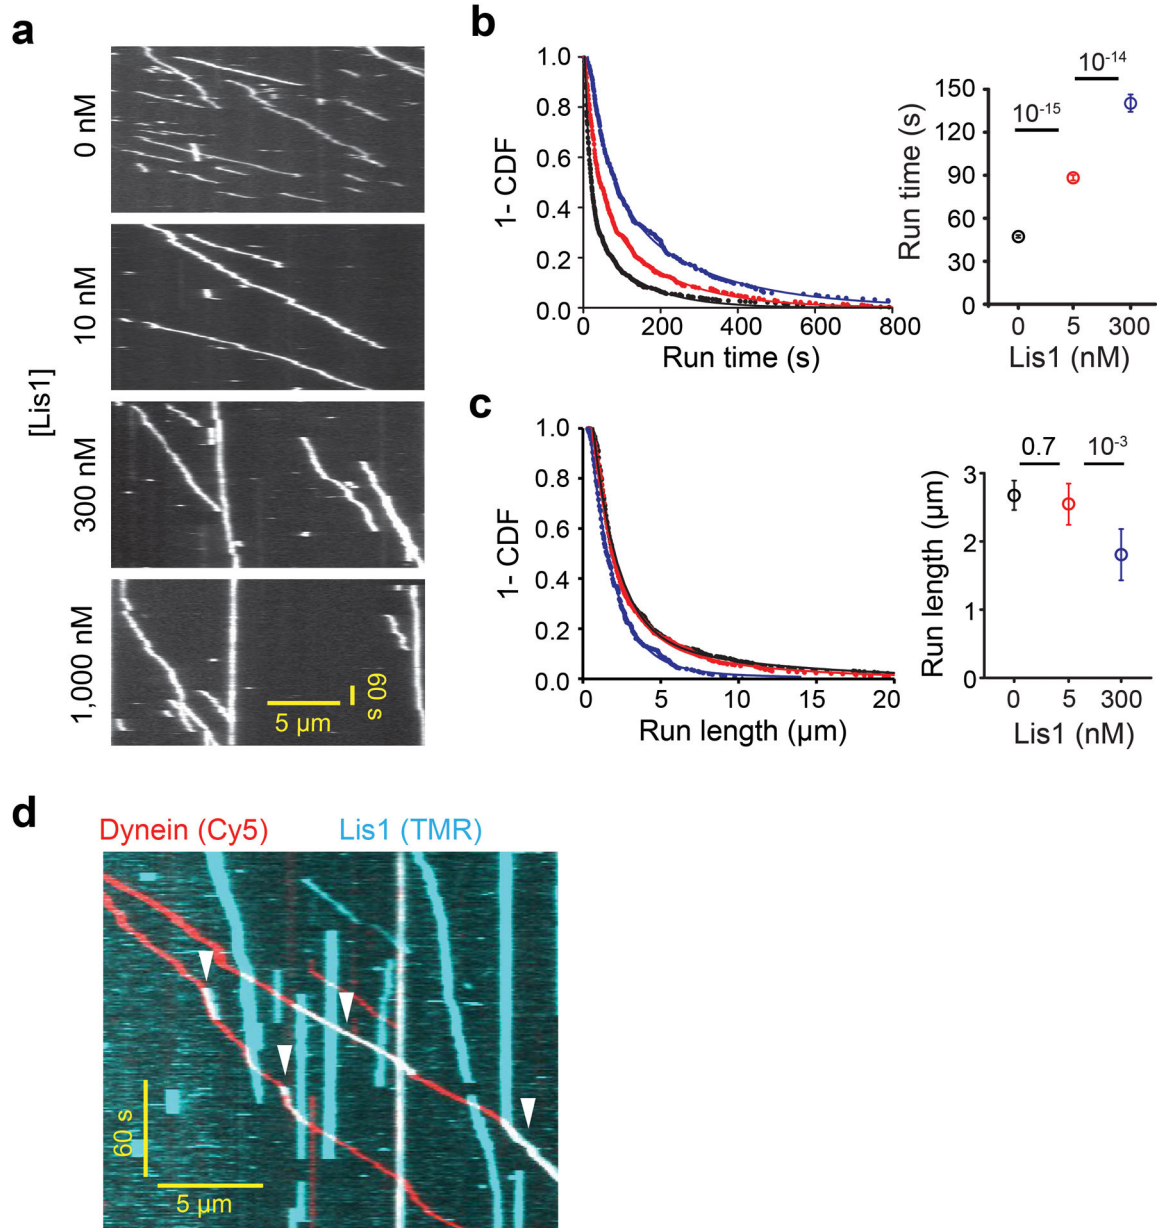 a
[Lis1]
0 nM
10 nM
300 nM
1,000 nM
5 µm
60 s
b
1- CDF
1.0
0.8
0.6
0.4
0.2
0.0
0 200 400 600 800
Run time (s)
10-15
10-14
Run time (s)
150
120
90
60
30
0
0 5 300
Lis1 (nM)
c
1- CDF
1.0
0.8
0.6
0.4
0.2
0.0
0 5 10 15 20
Run length (µm)
0.7
10-3
Run length (µm)
3
2
1
0
0 5 300
Lis1 (nM)
d
Dynein (Cy5) Lis1 (TMR)
60 s
5 µm